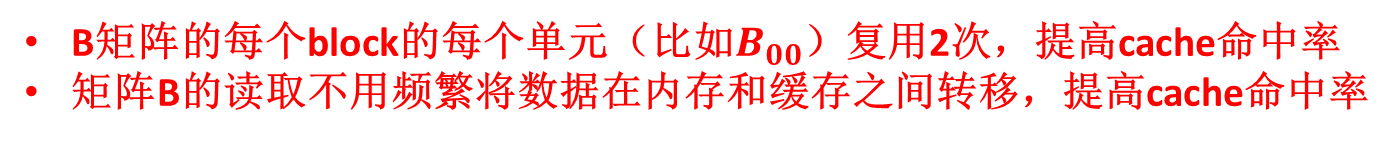 • B矩阵的每个block的每个单元（比如B₀₀）复用2次，提高cache命中率
• 矩阵B的读取不用频繁将数据在内存和缓存之间转移，提高cache命中率